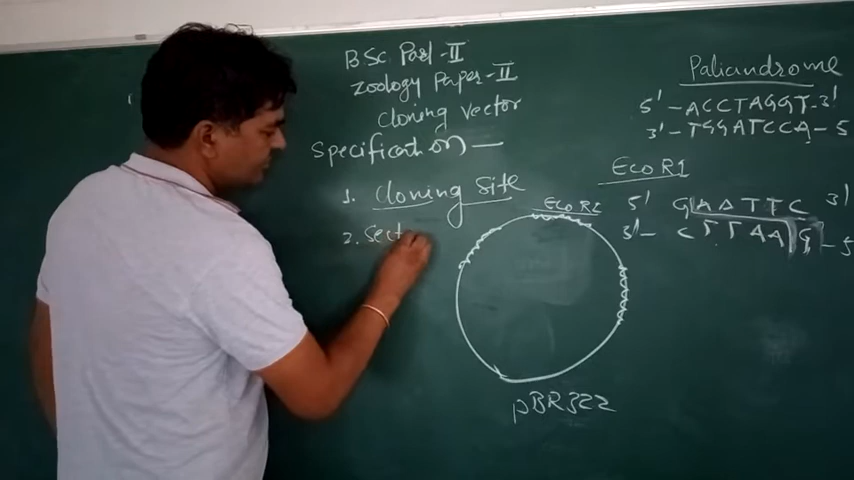 BSc Part-II
Zoology Paper-II
Cloning vector
Specification —
1. Cloning Site
2. Sect
EcoR1
pBR322
Paliandrome
5' - ACCTAGGT - 3'
3' - TGGATCCA - 5
EcoR1
5' GAATTC 3'
3' - CTTAAG - 5